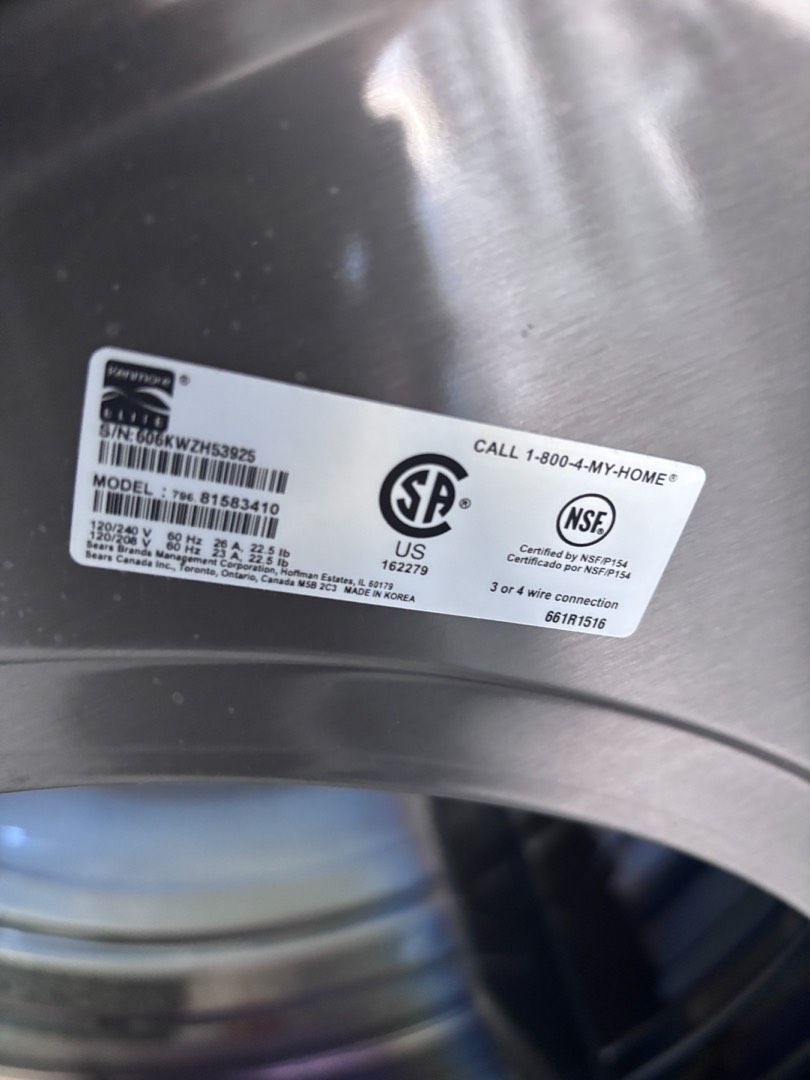 Kenmore ®
ELITE
S/N: 606KWZH53925
MODEL : 796. 81583410
120/240 V 60 Hz 26 A, 22.5 lb
120/208 V 60 Hz 23 A, 22.5 lb
Sears Brands Management Corporation, Hoffman Estates, IL 60179
Sears Canada Inc., Toronto, Ontario, Canada M5B 2C3 MADE IN KOREA
SA ®
US
162279
CALL 1-800-4-MY-HOME ®
NSF.
Certified by NSF/P154
Certificado por NSF/P154
3 or 4 wire connection
661R1516